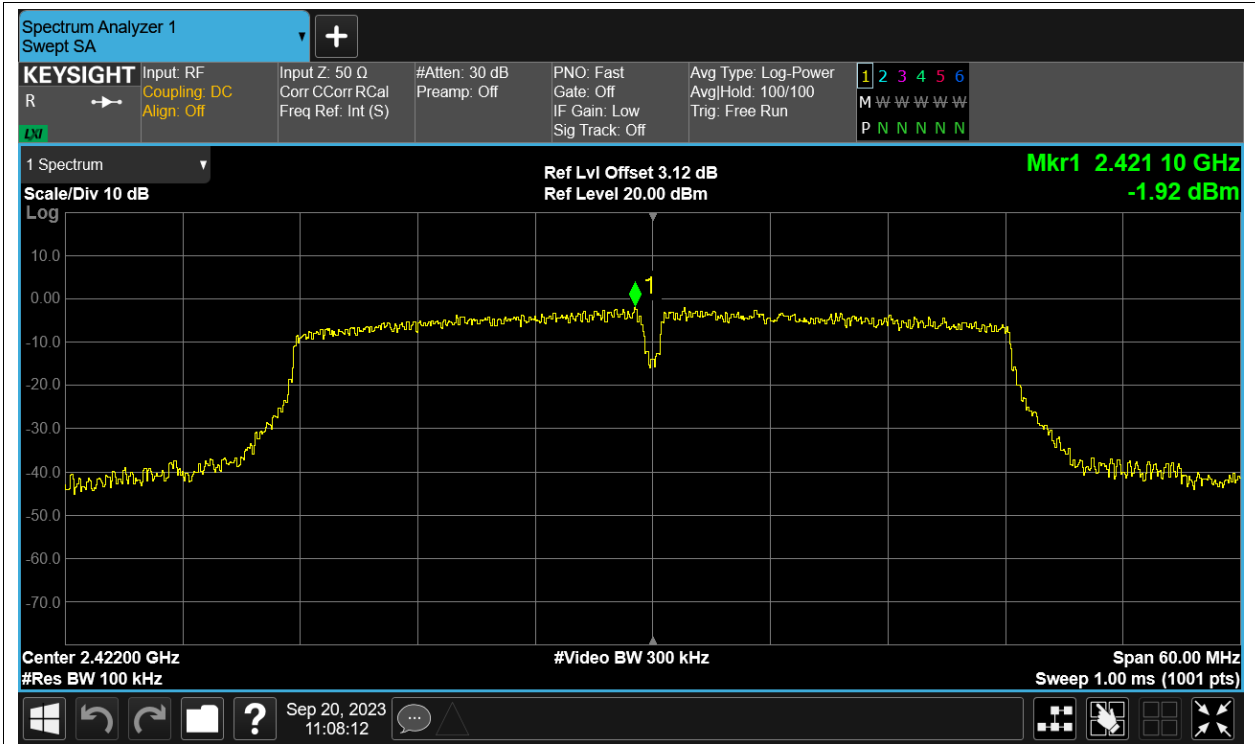 Spectrum Analyzer 1
Swept SA
KEYSIGHT
R
LXI
Input: RF
Coupling: DC
Align: Off
Input Z: 50 Ω
Corr CCorr RCal
Freq Ref: Int (S)
#Atten: 30 dB
Preamp: Off
PNO: Fast
Gate: Off
IF Gain: Low
Sig Track: Off
Avg Type: Log-Power
Avg|Hold: 100/100
Trig: Free Run
1 2 3 4 5 6
M W W W W W
P N N N N N
1 Spectrum
Scale/Div 10 dB
Log
Ref Lvl Offset 3.12 dB
Ref Level 20.00 dBm
Mkr1 2.421 10 GHz
-1.92 dBm
10.0
0.00
-10.0
-20.0
-30.0
-40.0
-50.0
-60.0
-70.0
1
Center 2.42200 GHz
#Res BW 100 kHz
#Video BW 300 kHz
Span 60.00 MHz
Sweep 1.00 ms (1001 pts)
?
Sep 20, 2023
11:08:12